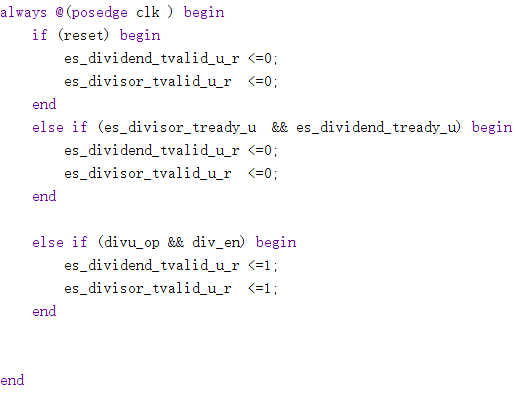 always @(posedge clk ) begin
    if (reset) begin
        es_dividend_tvalid_u_r <=0;
        es_divisor_tvalid_u_r  <=0;
    end
    else if (es_divisor_tready_u  && es_dividend_tready_u) begin
        es_dividend_tvalid_u_r <=0;
        es_divisor_tvalid_u_r  <=0;
    end
    else if (divu_op && div_en) begin
        es_dividend_tvalid_u_r <=1;
        es_divisor_tvalid_u_r  <=1;
    end
end